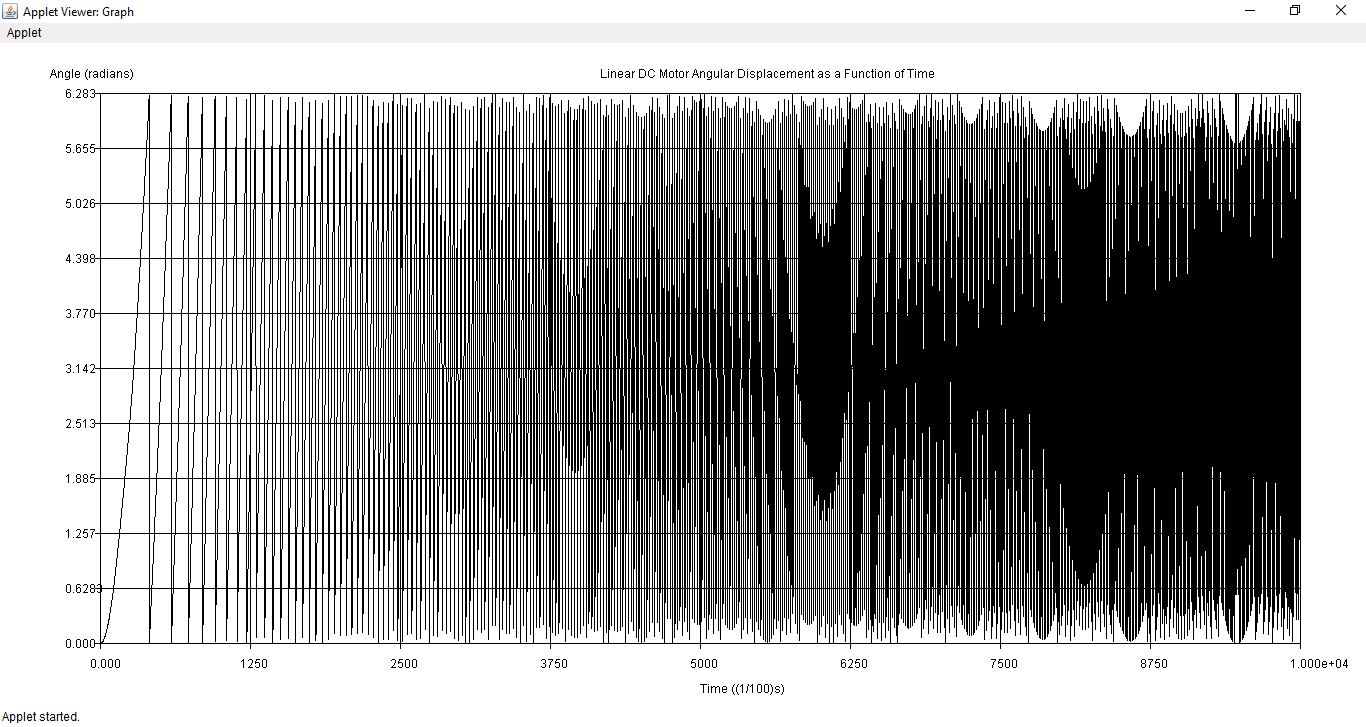 Applet Viewer: Graph
Applet
Angle (radians)
Linear DC Motor Angular Displacement as a Function of Time
6.283
5.655
5.026
4.398
3.770
3.142
2.513
1.885
1.257
0.6283
0.000
0.000 1250 2500 3750 5000 6250 7500 8750 1.000e+04
Time ((1/100)s)
Applet started.